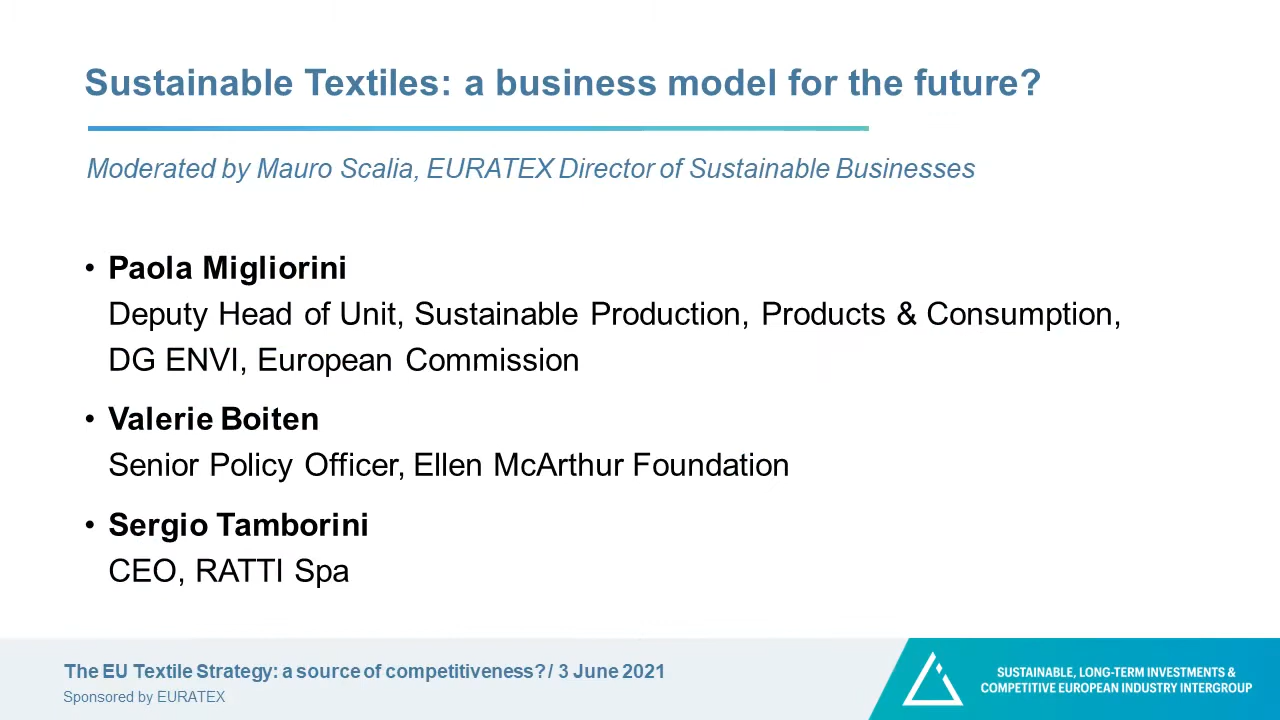 Sustainable Textiles: a business model for the future?
Moderated by Mauro Scalia, EURATEX Director of Sustainable Businesses
• Paola Migliorini
Deputy Head of Unit, Sustainable Production, Products & Consumption,
DG ENVI, European Commission
• Valerie Boiten
Senior Policy Officer, Ellen McArthur Foundation
• Sergio Tamborini
CEO, RATTI Spa
The EU Textile Strategy: a source of competitiveness? / 3 June 2021
Sponsored by EURATEX
SUSTAINABLE, LONG-TERM INVESTMENTS &
COMPETITIVE EUROPEAN INDUSTRY INTERGROUP